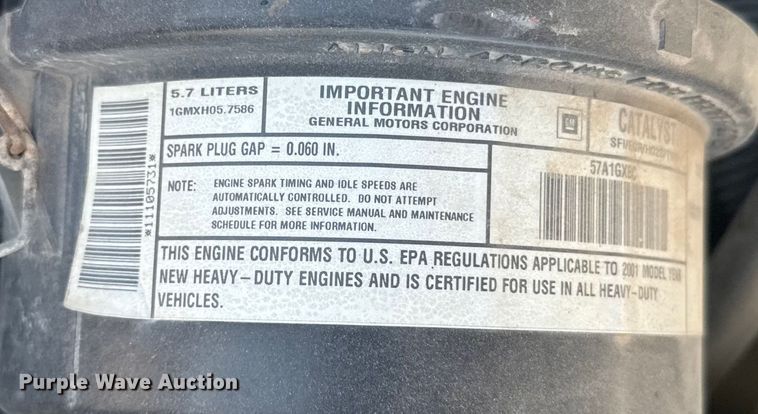 5.7 LITERS
1GMXH05.7586
IMPORTANT ENGINE
INFORMATION
GENERAL MOTORS CORPORATION
GM
CATALYST
SPARK PLUG GAP = 0.060 IN.
NOTE: ENGINE SPARK TIMING AND IDLE SPEEDS ARE
AUTOMATICALLY CONTROLLED. DO NOT ATTEMPT
ADJUSTMENTS. SEE SERVICE MANUAL AND MAINTENANCE
SCHEDULE FOR MORE INFORMATION.
*11105731*
THIS ENGINE CONFORMS TO U.S. EPA REGULATIONS APPLICABLE TO 2001 MODEL YEAR
NEW HEAVY-DUTY ENGINES AND IS CERTIFIED FOR USE IN ALL HEAVY-DUTY
VEHICLES.
Purple Wave Auction